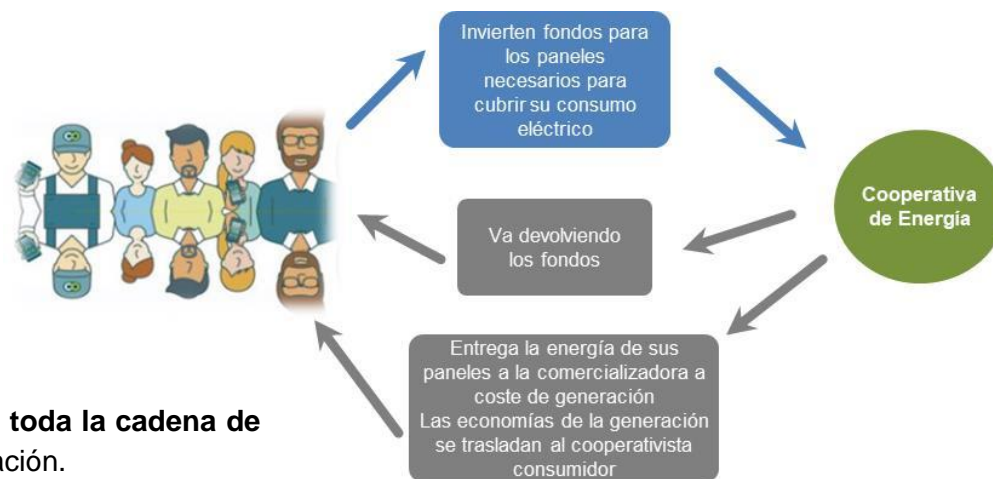 Invierten fondos para
los paneles
necesarios para
cubrir su consumo
eléctrico
Cooperativa
de Energía
Va devolviendo
los fondos
Entrega la energía de sus
paneles a la comercializadora a
coste de generación
Las economías de la generación
se trasladan al cooperativista
consumidor
toda la cadena de
ación.